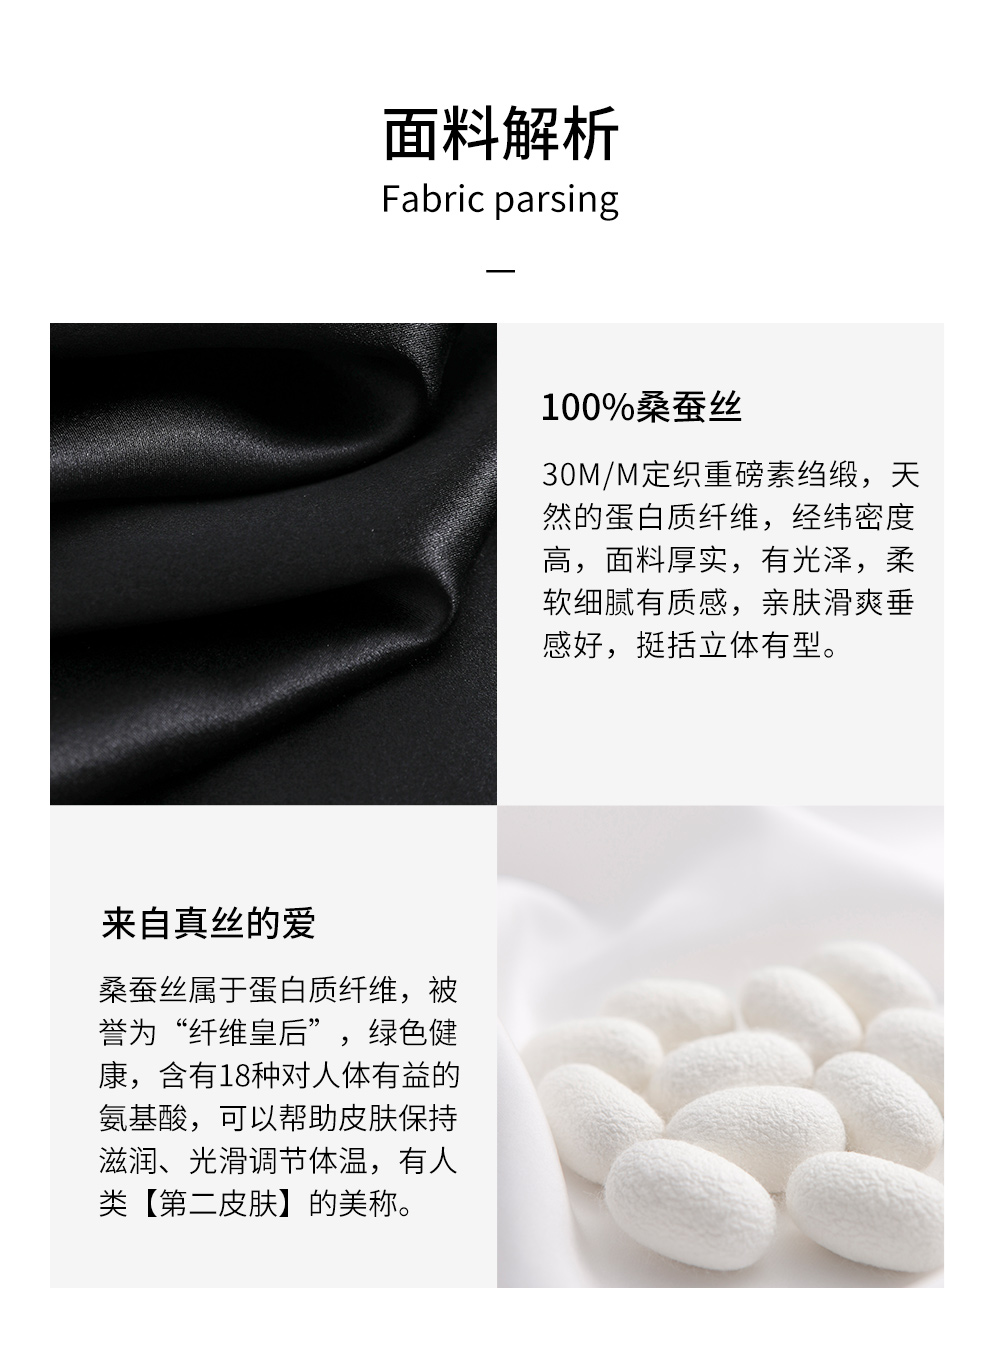 面料解析
Fabric parsing
100%桑蚕丝
30M/M定织重磅素绉缎，天
然的蛋白质纤维，经纬密度
高，面料厚实，有光泽，柔
软细腻有质感，亲肤滑爽垂
感好，挺括立体有型。
来自真丝的爱
桑蚕丝属于蛋白质纤维，被
誉为“纤维皇后”，绿色健
康，含有18种对人体有益的
氨基酸，可以帮助皮肤保持
滋润、光滑调节体温，有人
类【第二皮肤】的美称。